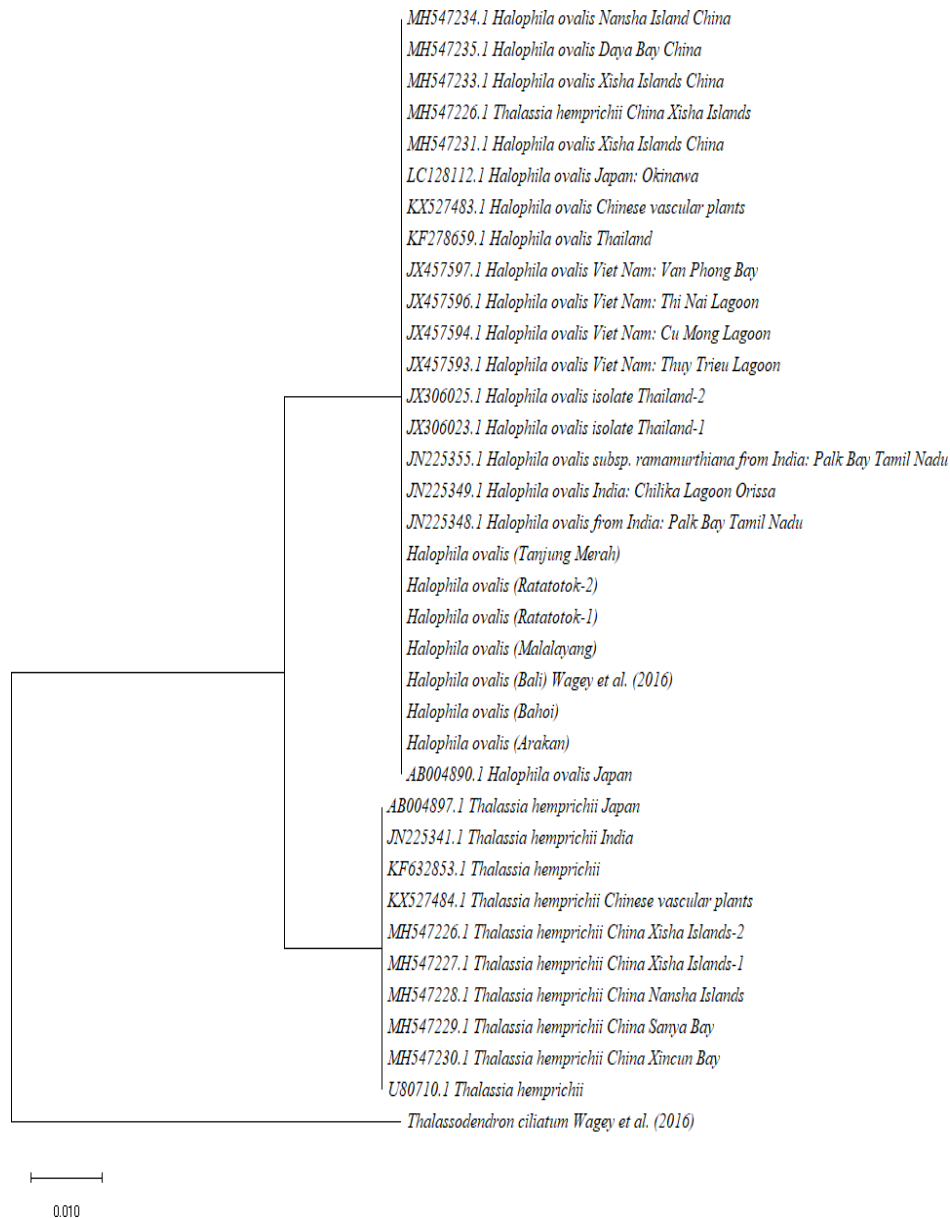 MH547234.1 Halophila ovalis Nansha Island China
MH547235.1 Halophila ovalis Daya Bay China
MH547233.1 Halophila ovalis Xisha Islands China
MH547226.1 Thalassia hemprichii China Xisha Islands
MH547231.1 Halophila ovalis Xisha Islands China
LC128112.1 Halophila ovalis Japan: Okinawa
KX527483.1 Halophila ovalis Chinese vascular plants
KF278659.1 Halophila ovalis Thailand
JX457597.1 Halophila ovalis Viet Nam: Van Phong Bay
JX457596.1 Halophila ovalis Viet Nam: Thi Nai Lagoon
JX457594.1 Halophila ovalis Viet Nam: Cu Mong Lagoon
JX457593.1 Halophila ovalis Viet Nam: Thuy Trieu Lagoon
JX306025.1 Halophila ovalis isolate Thailand-2
JX306023.1 Halophila ovalis isolate Thailand-1
JN225355.1 Halophila ovalis subsp. ramamurthiana from India: Palk Bay Tamil Nadu
JN225349.1 Halophila ovalis India: Chilika Lagoon Orissa
JN225348.1 Halophila ovalis from India: Palk Bay Tamil Nadu
Halophila ovalis (Tanjung Merah)
Halophila ovalis (Ratatotok-2)
Halophila ovalis (Ratatotok-1)
Halophila ovalis (Malalayang)
Halophila ovalis (Bali) Wagey et al. (2016)
Halophila ovalis (Bahoi)
Halophila ovalis (Arakan)
AB004890.1 Halophila ovalis Japan
AB004897.1 Thalassia hemprichii Japan
JN225341.1 Thalassia hemprichii India
KF632853.1 Thalassia hemprichii
KX527484.1 Thalassia hemprichii Chinese vascular plants
MH547226.1 Thalassia hemprichii China Xisha Islands-2
MH547227.1 Thalassia hemprichii China Xisha Islands-1
MH547228.1 Thalassia hemprichii China Nansha Islands
MH547229.1 Thalassia hemprichii China Sanya Bay
MH547230.1 Thalassia hemprichii China Xincun Bay
U80710.1 Thalassia hemprichii
Thalassodendron ciliatum Wagey et al. (2016)
0.010